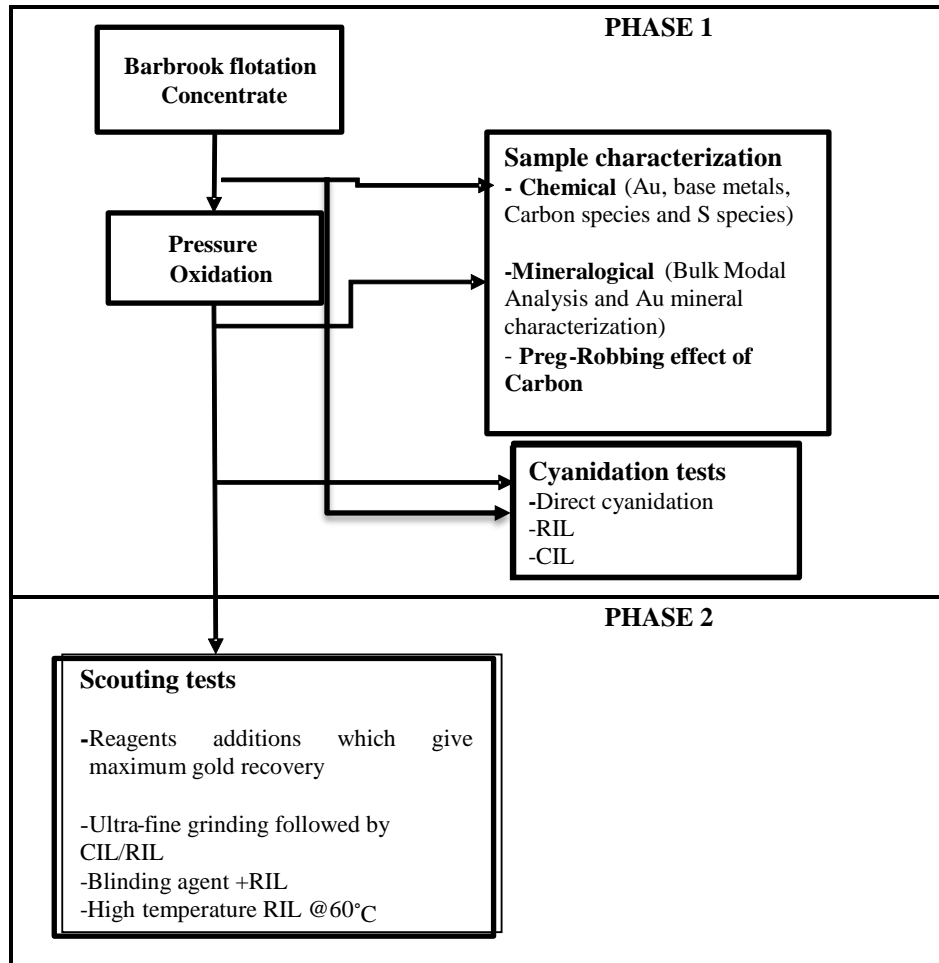 PHASE 1
Barbrook flotation
Concentrate
Sample characterization
- Chemical (Au, base metals,
Carbon species and S species)
Pressure
Oxidation
-Mineralogical (Bulk Modal
Analysis and Au mineral
characterization)
- Preg-Robbing effect of
Carbon
Cyanidation tests
-Direct cyanidation
-RIL
-CIL
PHASE 2
Scouting tests
-Reagents additions which give
maximum gold recovery
-Ultra-fine grinding followed by
CIL/RIL
-Blinding agent +RIL
-High temperature RIL @60°C